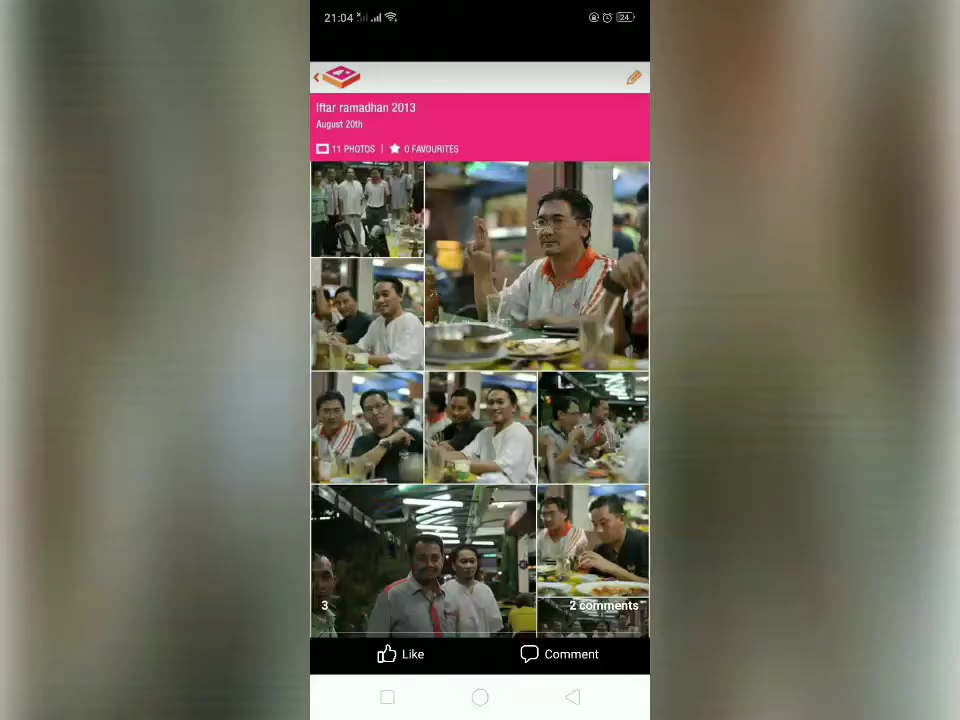 21:04
24
Iftar ramadhan 2013
August 20th
11 PHOTOS | 0 FAVOURITES
3
2 comments
Like
Comment